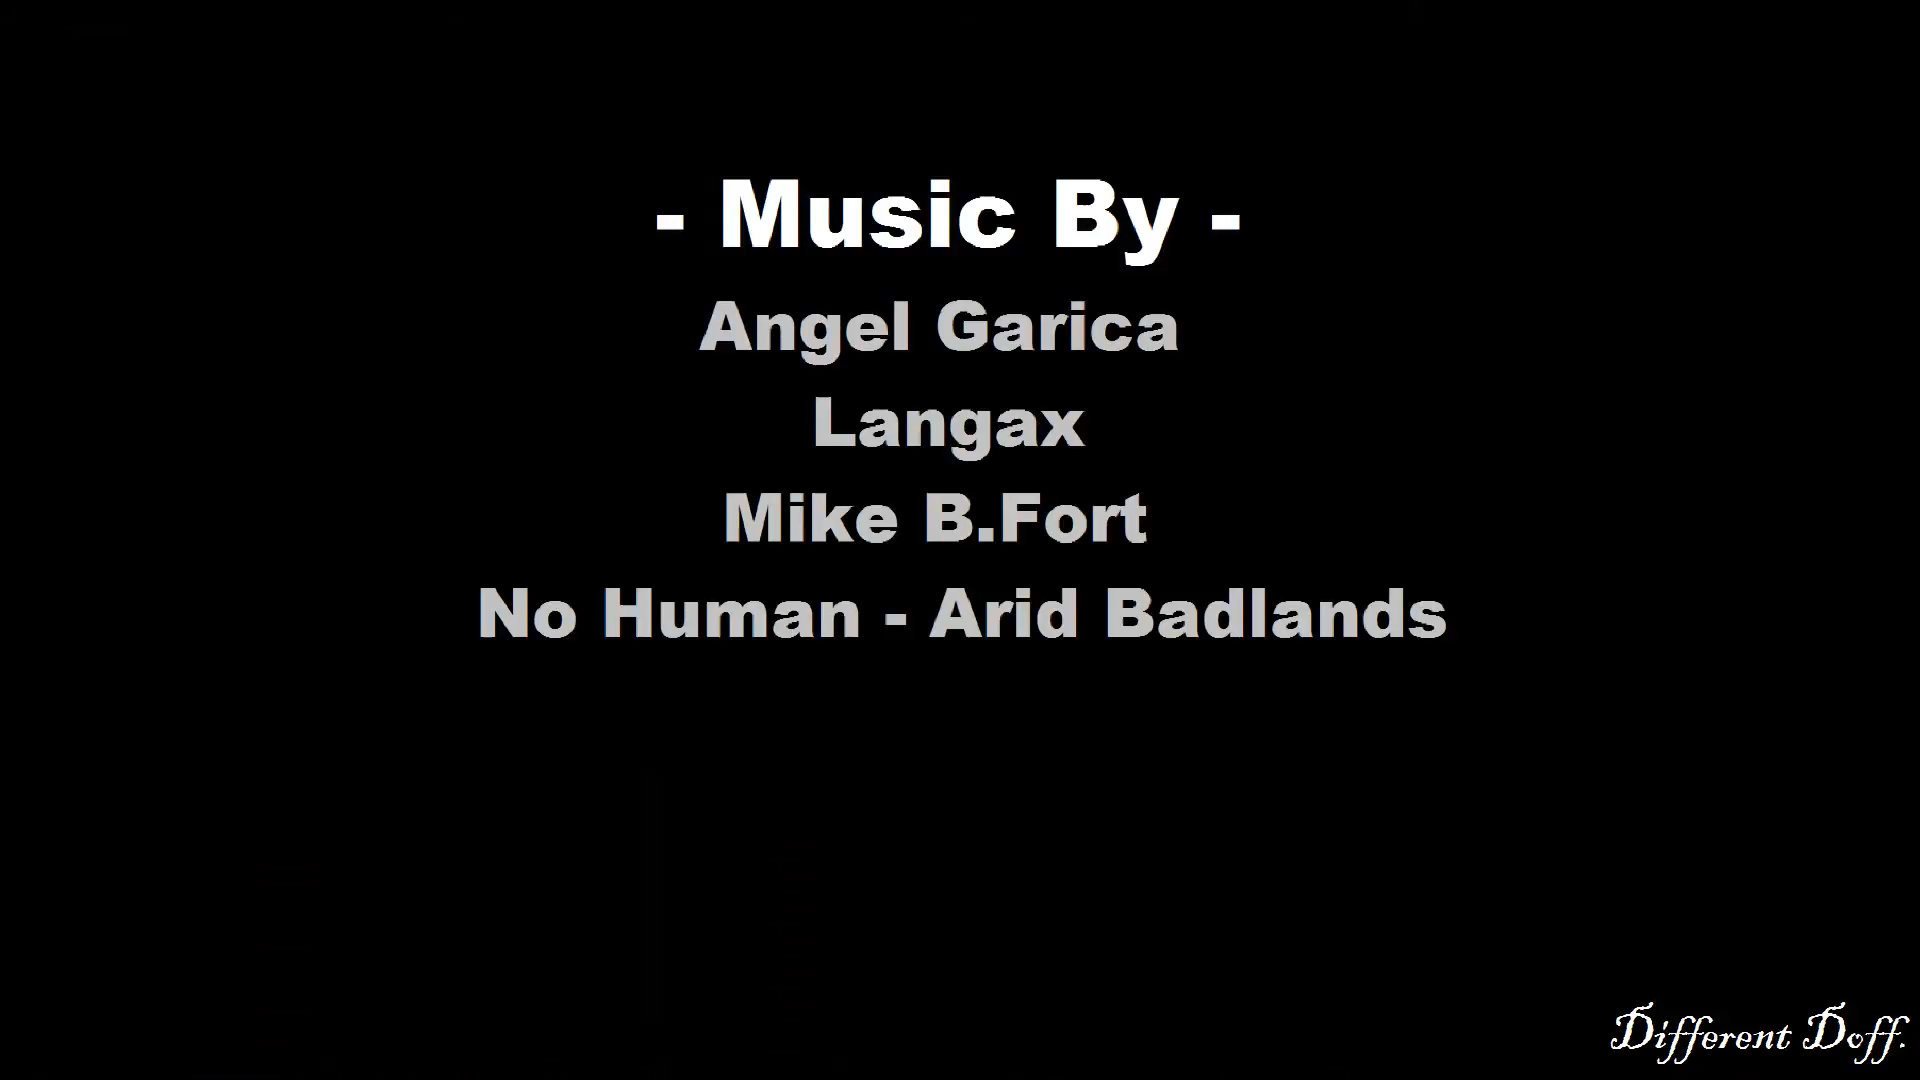 - Music By -
Angel Garica
Langax
Mike B.Fort
No Human - Arid Badlands
Different Doff.